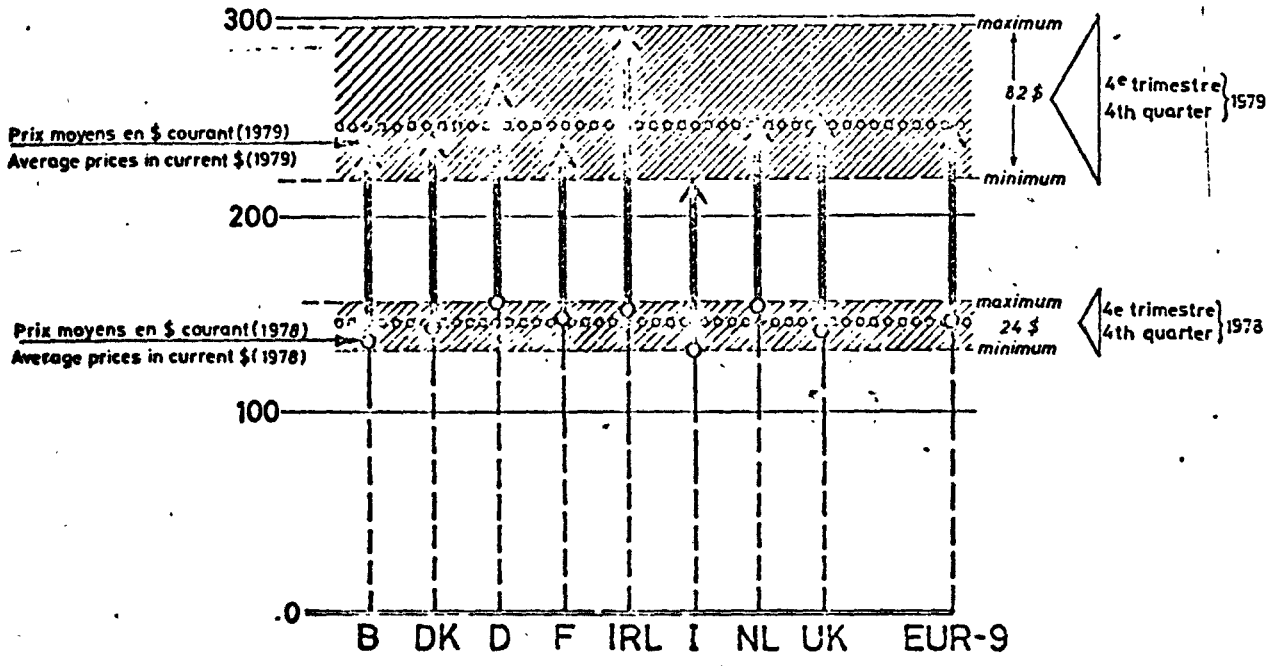 300
maximum
82 $
4e trimestre
4th quarter
1979
Prix moyens en $ courant (1979)
Average prices in current $ (1979)
minimum
200
maximum
24 $
minimum
4e trimestre
4th quarter
1978
Prix moyens en $ courant (1978)
Average prices in current $ (1978)
100
.0
B DK D F IRL I NL UK EUR-9